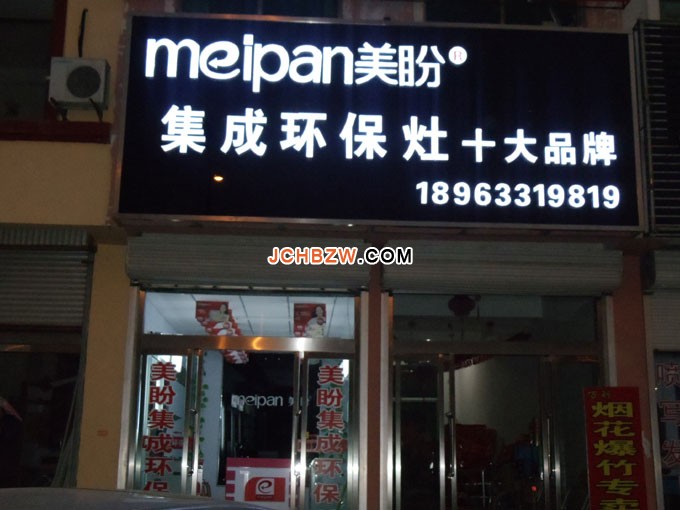 meipan美盼
集成环保灶十大品牌
18963319819
JCHBZW.COM
meipan 美
美盼集成环保
美盼集成环保
烟花爆竹专卖